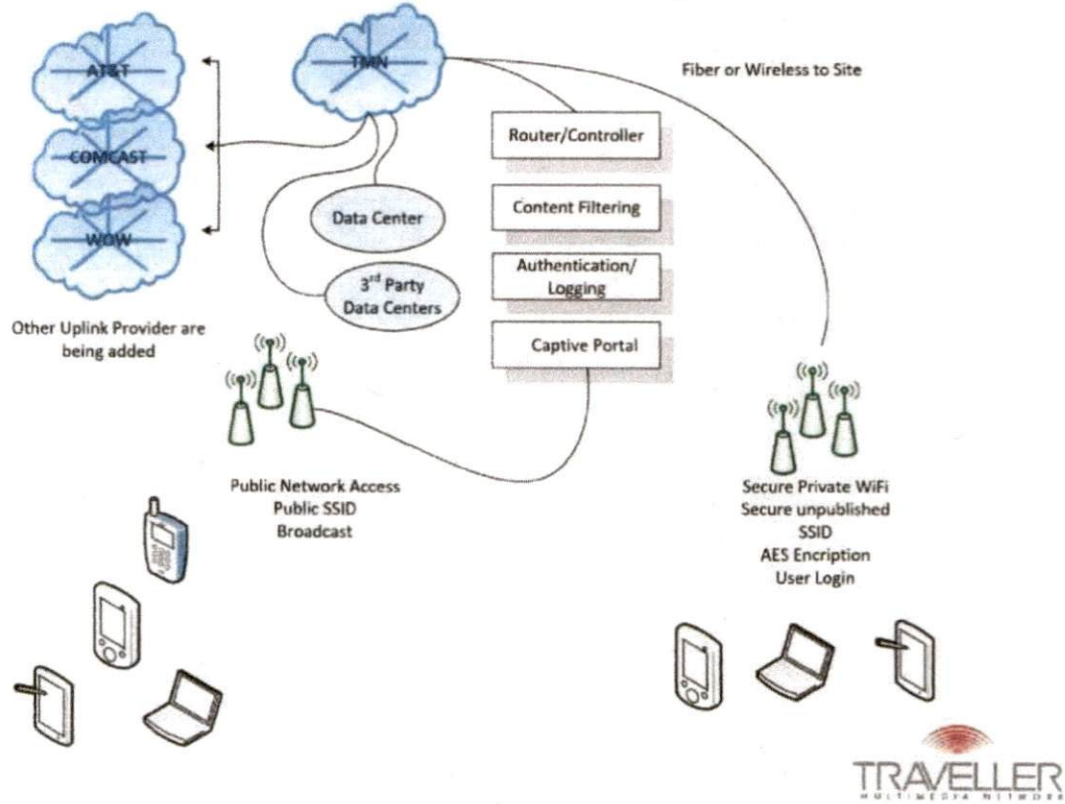 AT&T
COMCAST
WOW
Other Uplink Provider are
being added
TMN
Fiber or Wireless to Site
Router/Controller
Content Filtering
Authentication/
Logging
Captive Portal
Data Center
3rd Party
Data Centers
Public Network Access
Public SSID
Broadcast
Secure Private WiFi
Secure unpublished
SSID
AES Encription
User Login
TRAVELLER
MULTIMEDIA NETWORK